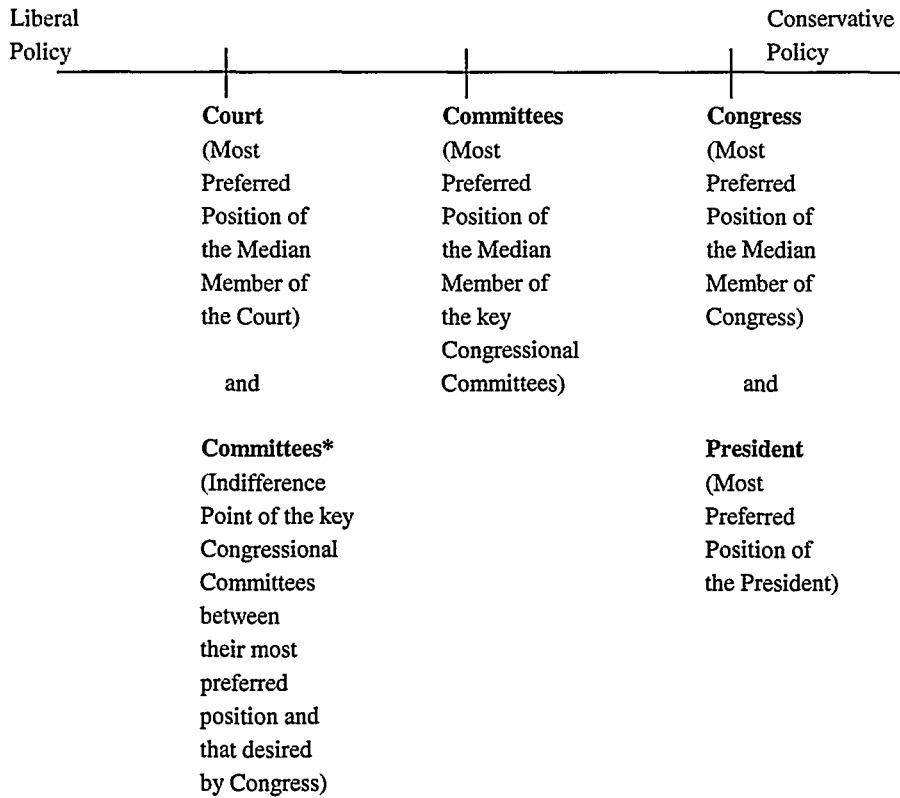 Liberal
Policy
Conservative
Policy
Court
(Most
Preferred
Position of
the Median
Member of
the Court)
and
Committees*
(Indifference
Point of the key
Congressional
Committees
between
their most
preferred
position and
that desired
by Congress)
Committees
(Most
Preferred
Position of
the Median
Member of
the key
Congressional
Committees)
Congress
(Most
Preferred
Position of
the Median
Member of
Congress)
and
President
(Most
Preferred
Position of
the President)